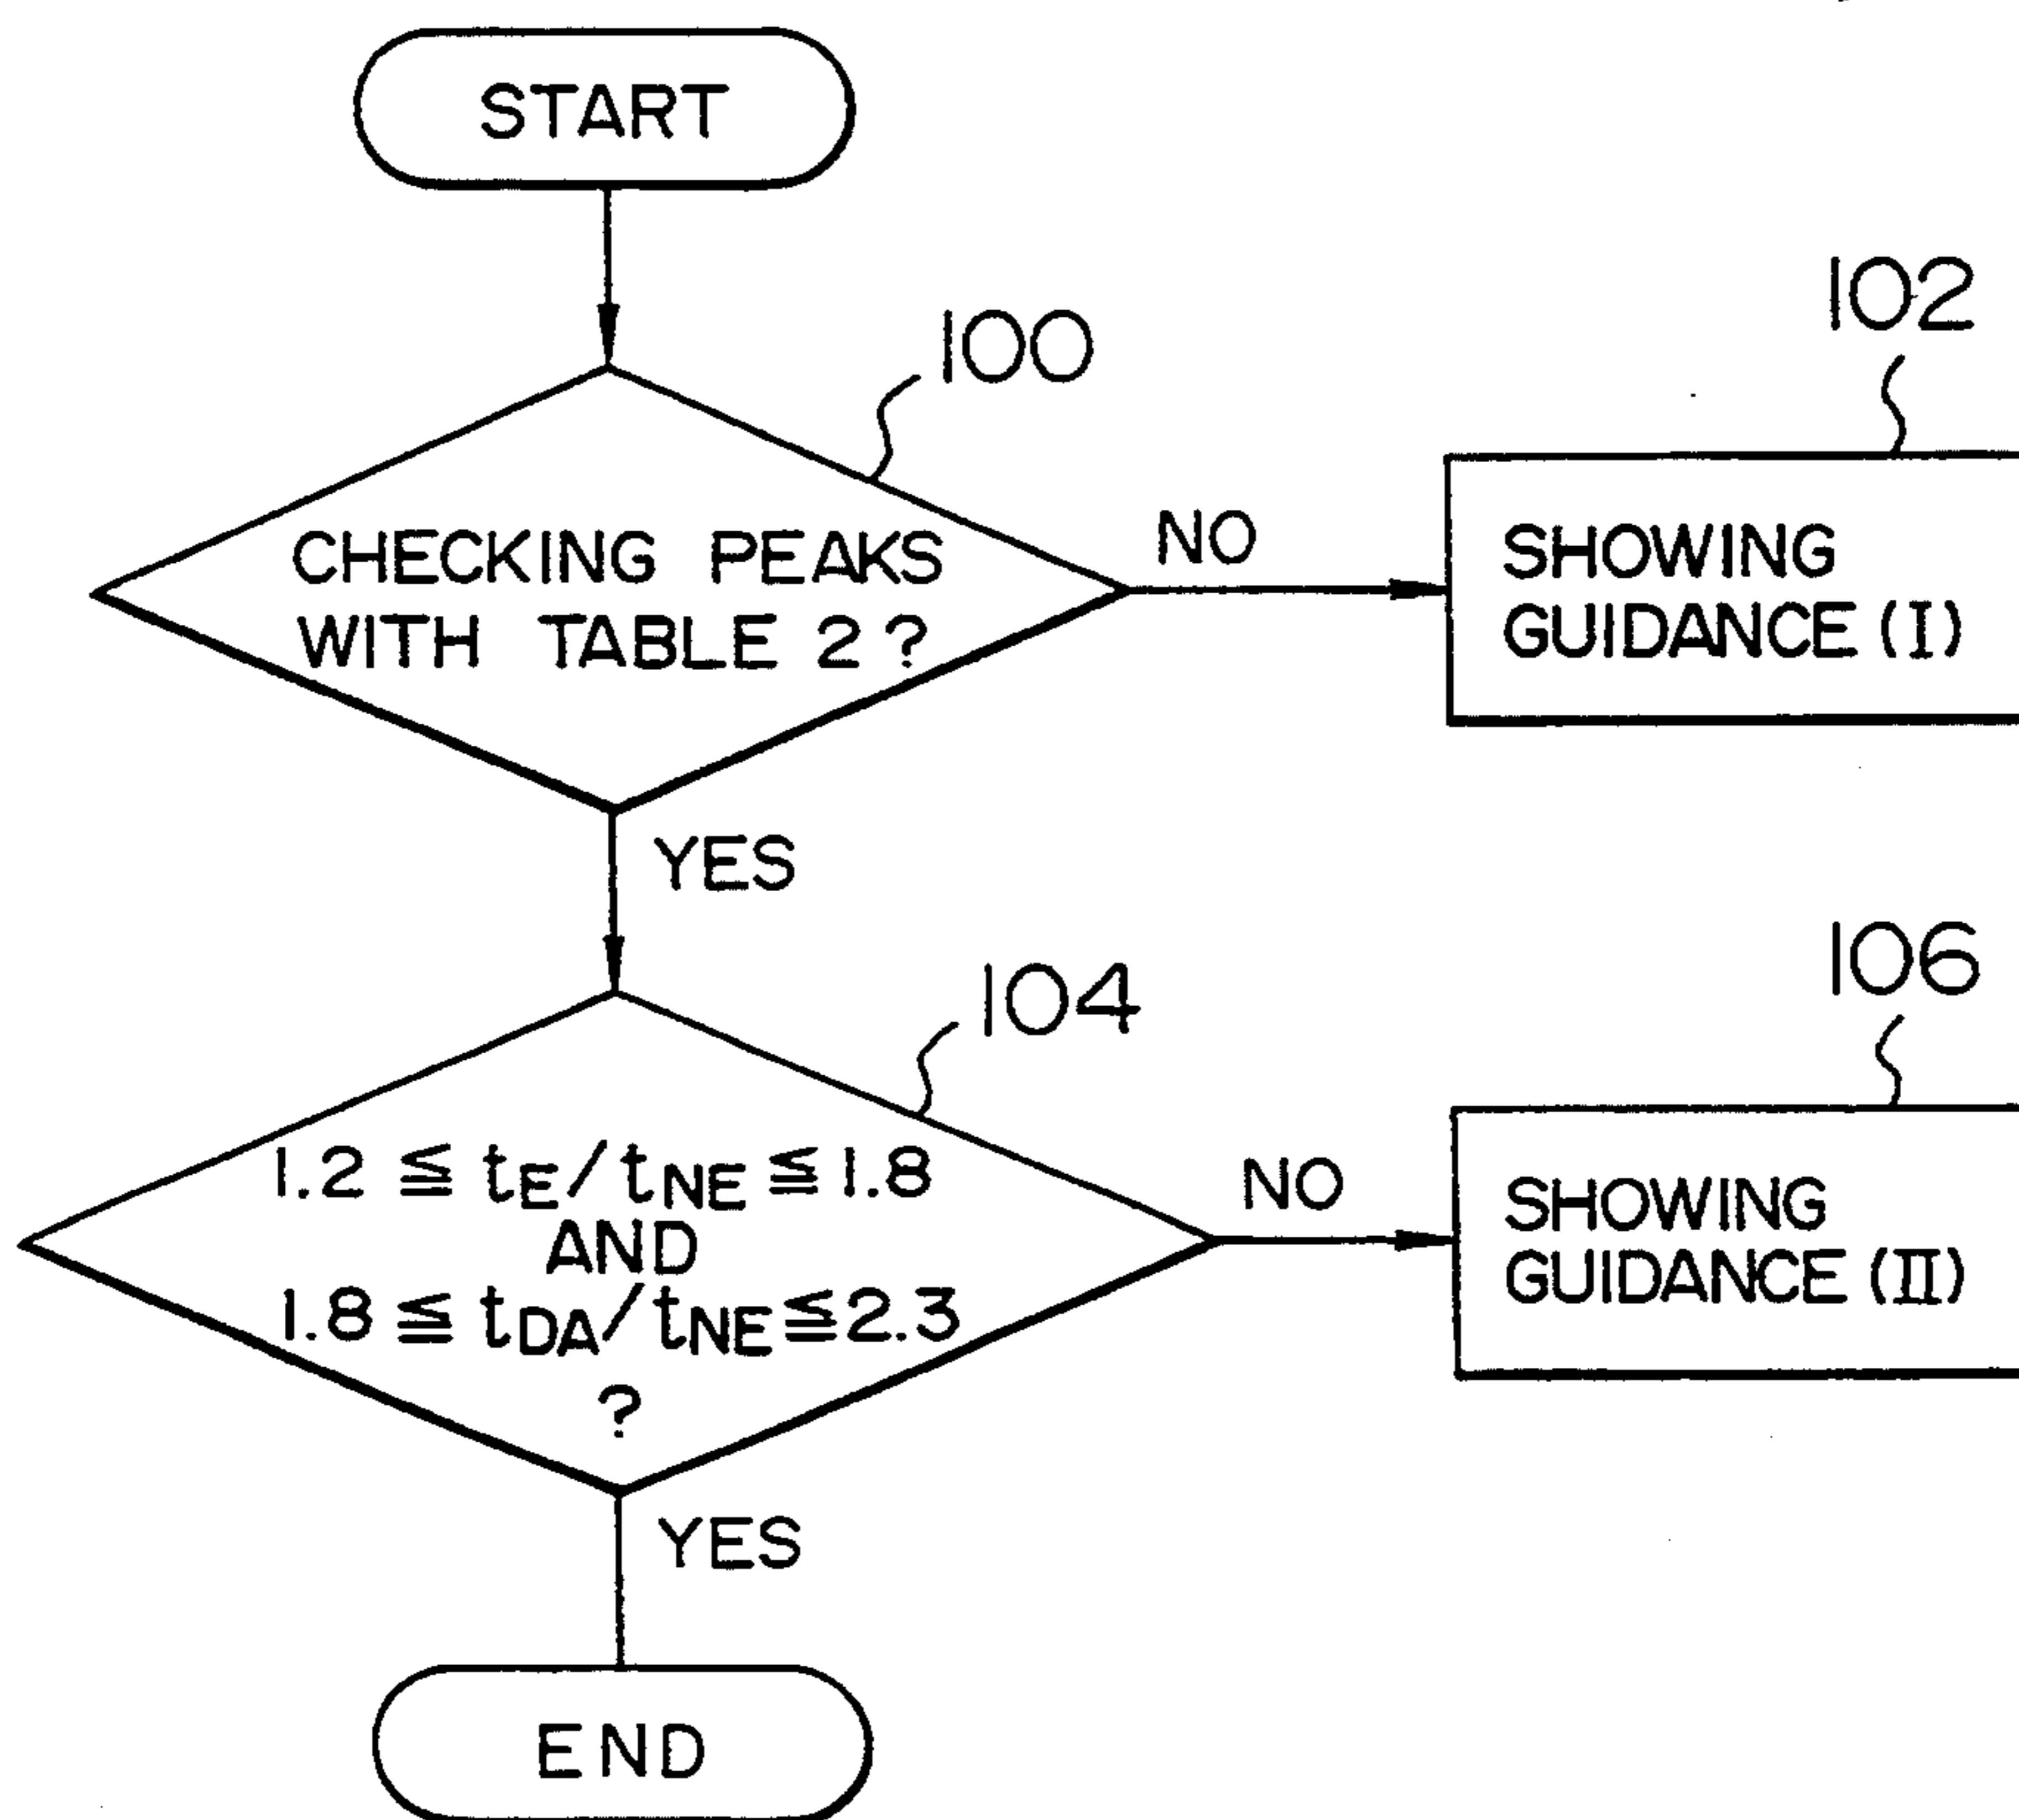 START
100
102
CHECKING PEAKS
WITH TABLE 2?
NO
SHOWING
GUIDANCE (I)
YES
104
106
1.2 ≦ tE/tNE ≦ 1.8
AND
1.8 ≦ tDA/tNE ≦ 2.3
?
NO
SHOWING
GUIDANCE (II)
YES
END